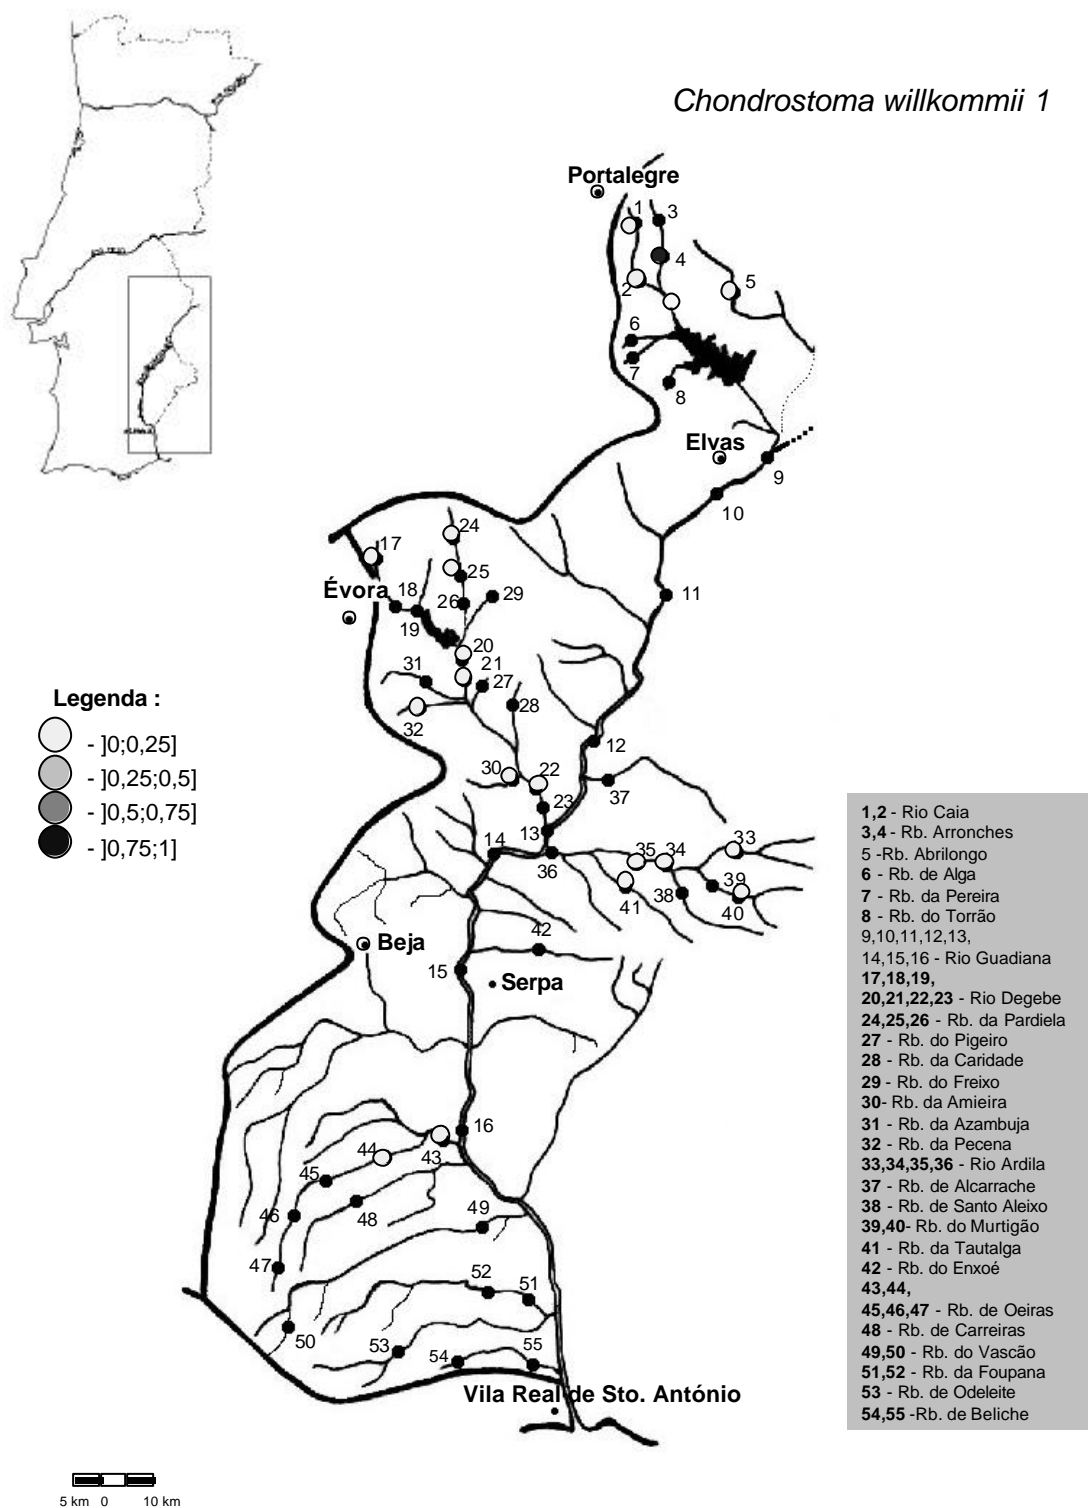 Chondrostoma willkommii 1
Portalegre
1
3
4
2
5
6
7
8
Elvas
9
10
24
17
25
Évora
18
26
29
11
19
20
31
21
27
28
32
Legenda :
- ]0;0,25]
- ]0,25;0,5]
- ]0,5;0,75]
- ]0,75;1]
12
30
22
37
23
13
14
36
35
34
33
41
38
39
40
42
Beja
15
Serpa
16
44
43
45
46
48
49
47
52
51
50
53
54
55
Vila Real de Sto. António
1,2 - Rio Caia
3,4 - Rb. Arronches
5 -Rb. Abrilongo
6 - Rb. de Alga
7 - Rb. da Pereira
8 - Rb. do Torrão
9,10,11,12,13,
14,15,16 - Rio Guadiana
17,18,19,
20,21,22,23 - Rio Degebe
24,25,26 - Rb. da Pardiela
27 - Rb. do Pigeiro
28 - Rb. da Caridade
29 - Rb. do Freixo
30- Rb. da Amieira
31 - Rb. da Azambuja
32 - Rb. da Pecena
33,34,35,36 - Rio Ardila
37 - Rb. de Alcarrache
38 - Rb. de Santo Aleixo
39,40- Rb. do Murtigão
41 - Rb. da Tautalga
42 - Rb. do Enxoé
43,44,
45,46,47 - Rb. de Oeiras
48 - Rb. de Carreiras
49,50 - Rb. do Vascão
51,52 - Rb. da Foupana
53 - Rb. de Odeleite
54,55 -Rb. de Beliche
5 km 0 10 km